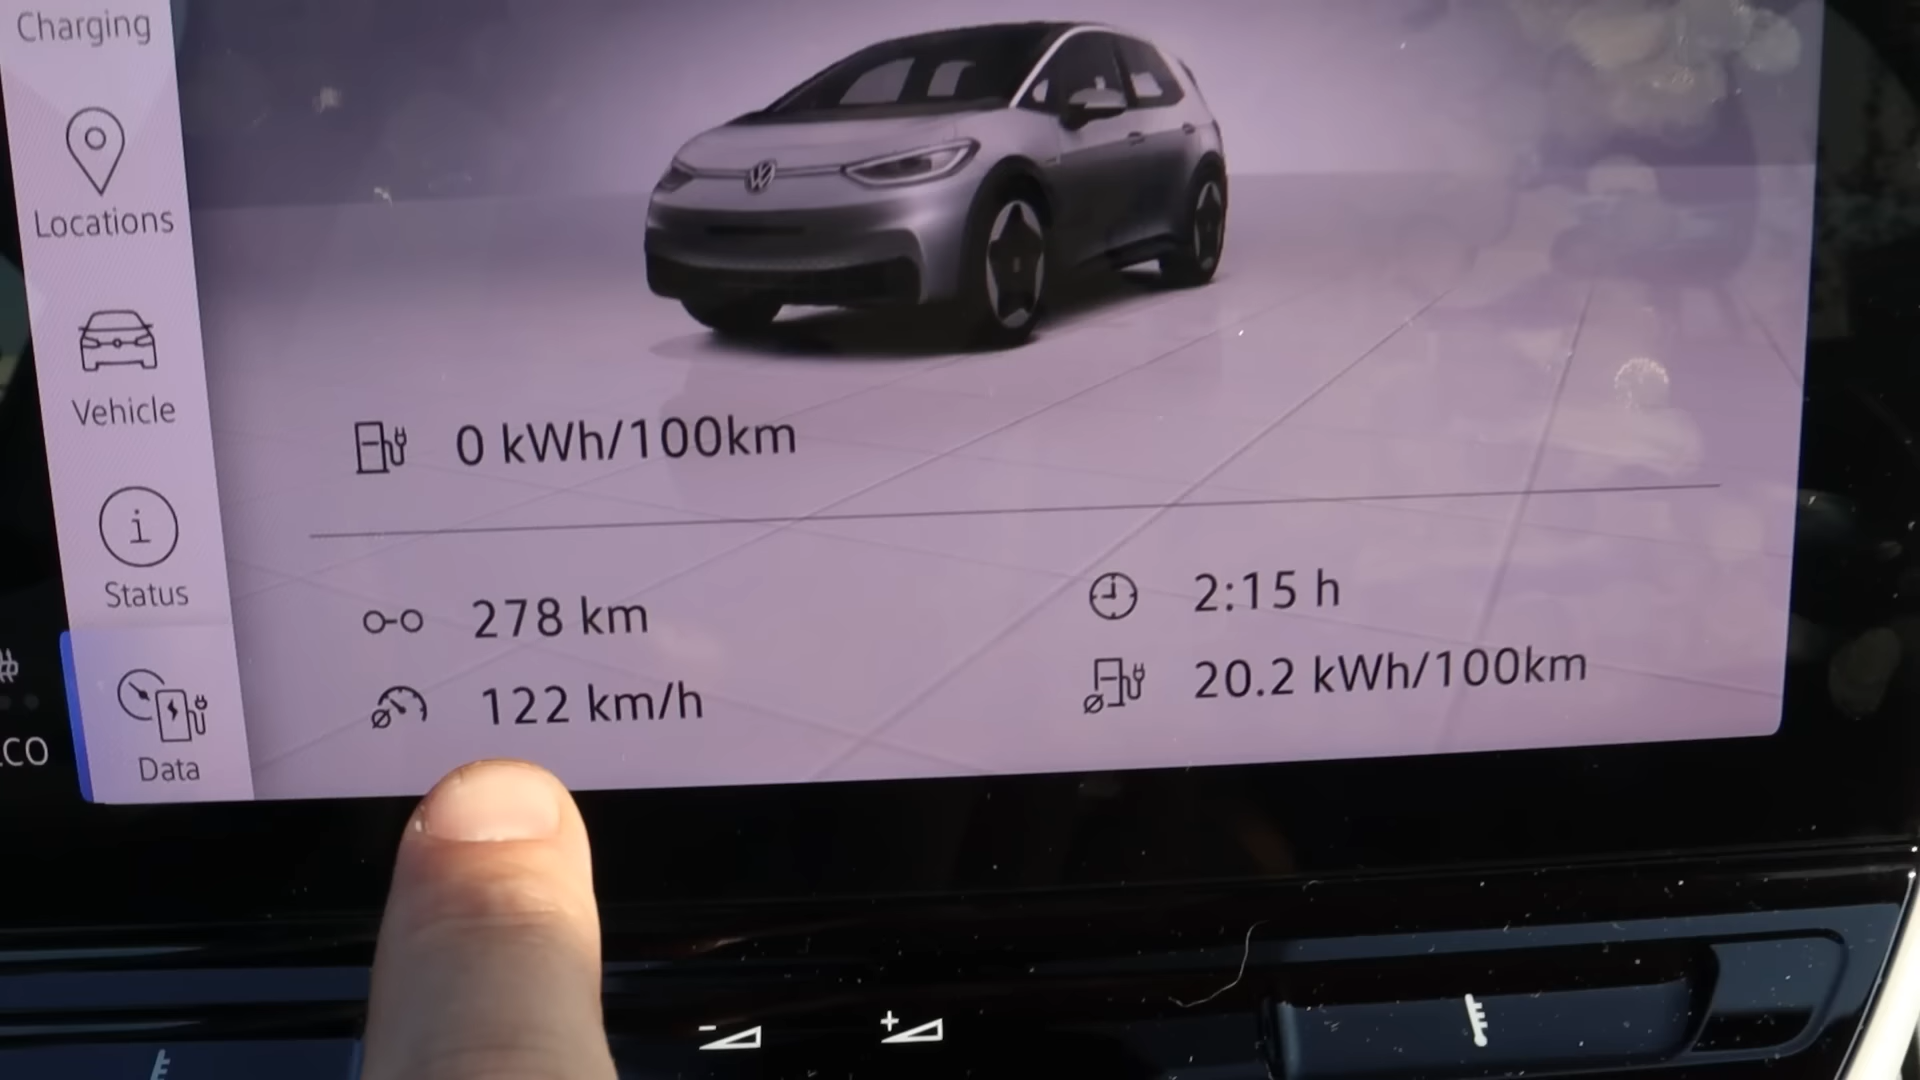 Charging
Locations
Vehicle
Status
Data
CO
0 kWh/100km
278 km
2:15 h
122 km/h
20.2 kWh/100km